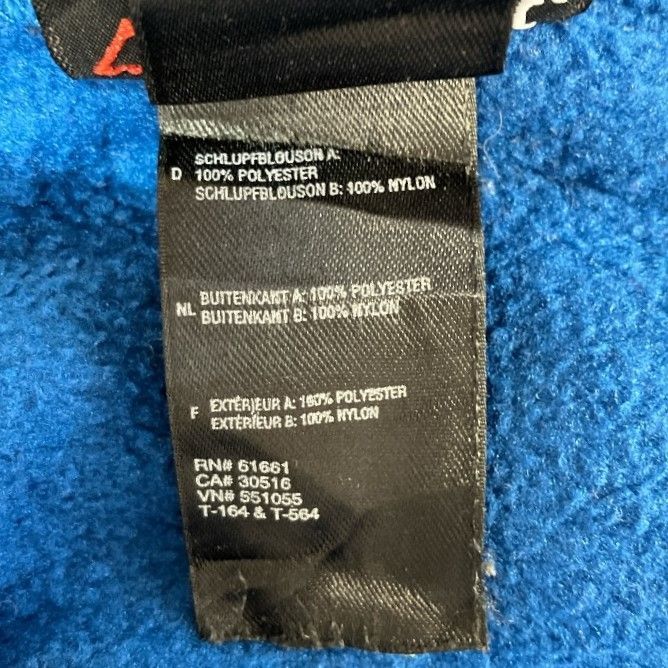 SCHLUPFBLOUSON A:
D 100% POLYESTER
SCHLUPFBLOUSON B: 100% NYLON
NL BUITENKANT A: 100% POLYESTER
BUITENKANT B: 100% NYLON
F EXTÉRIEUR A: 100% POLYESTER
EXTÉRIEUR B: 100% NYLON
RN# 61661
CA# 30516
VN# 551055
T-164 & T-564